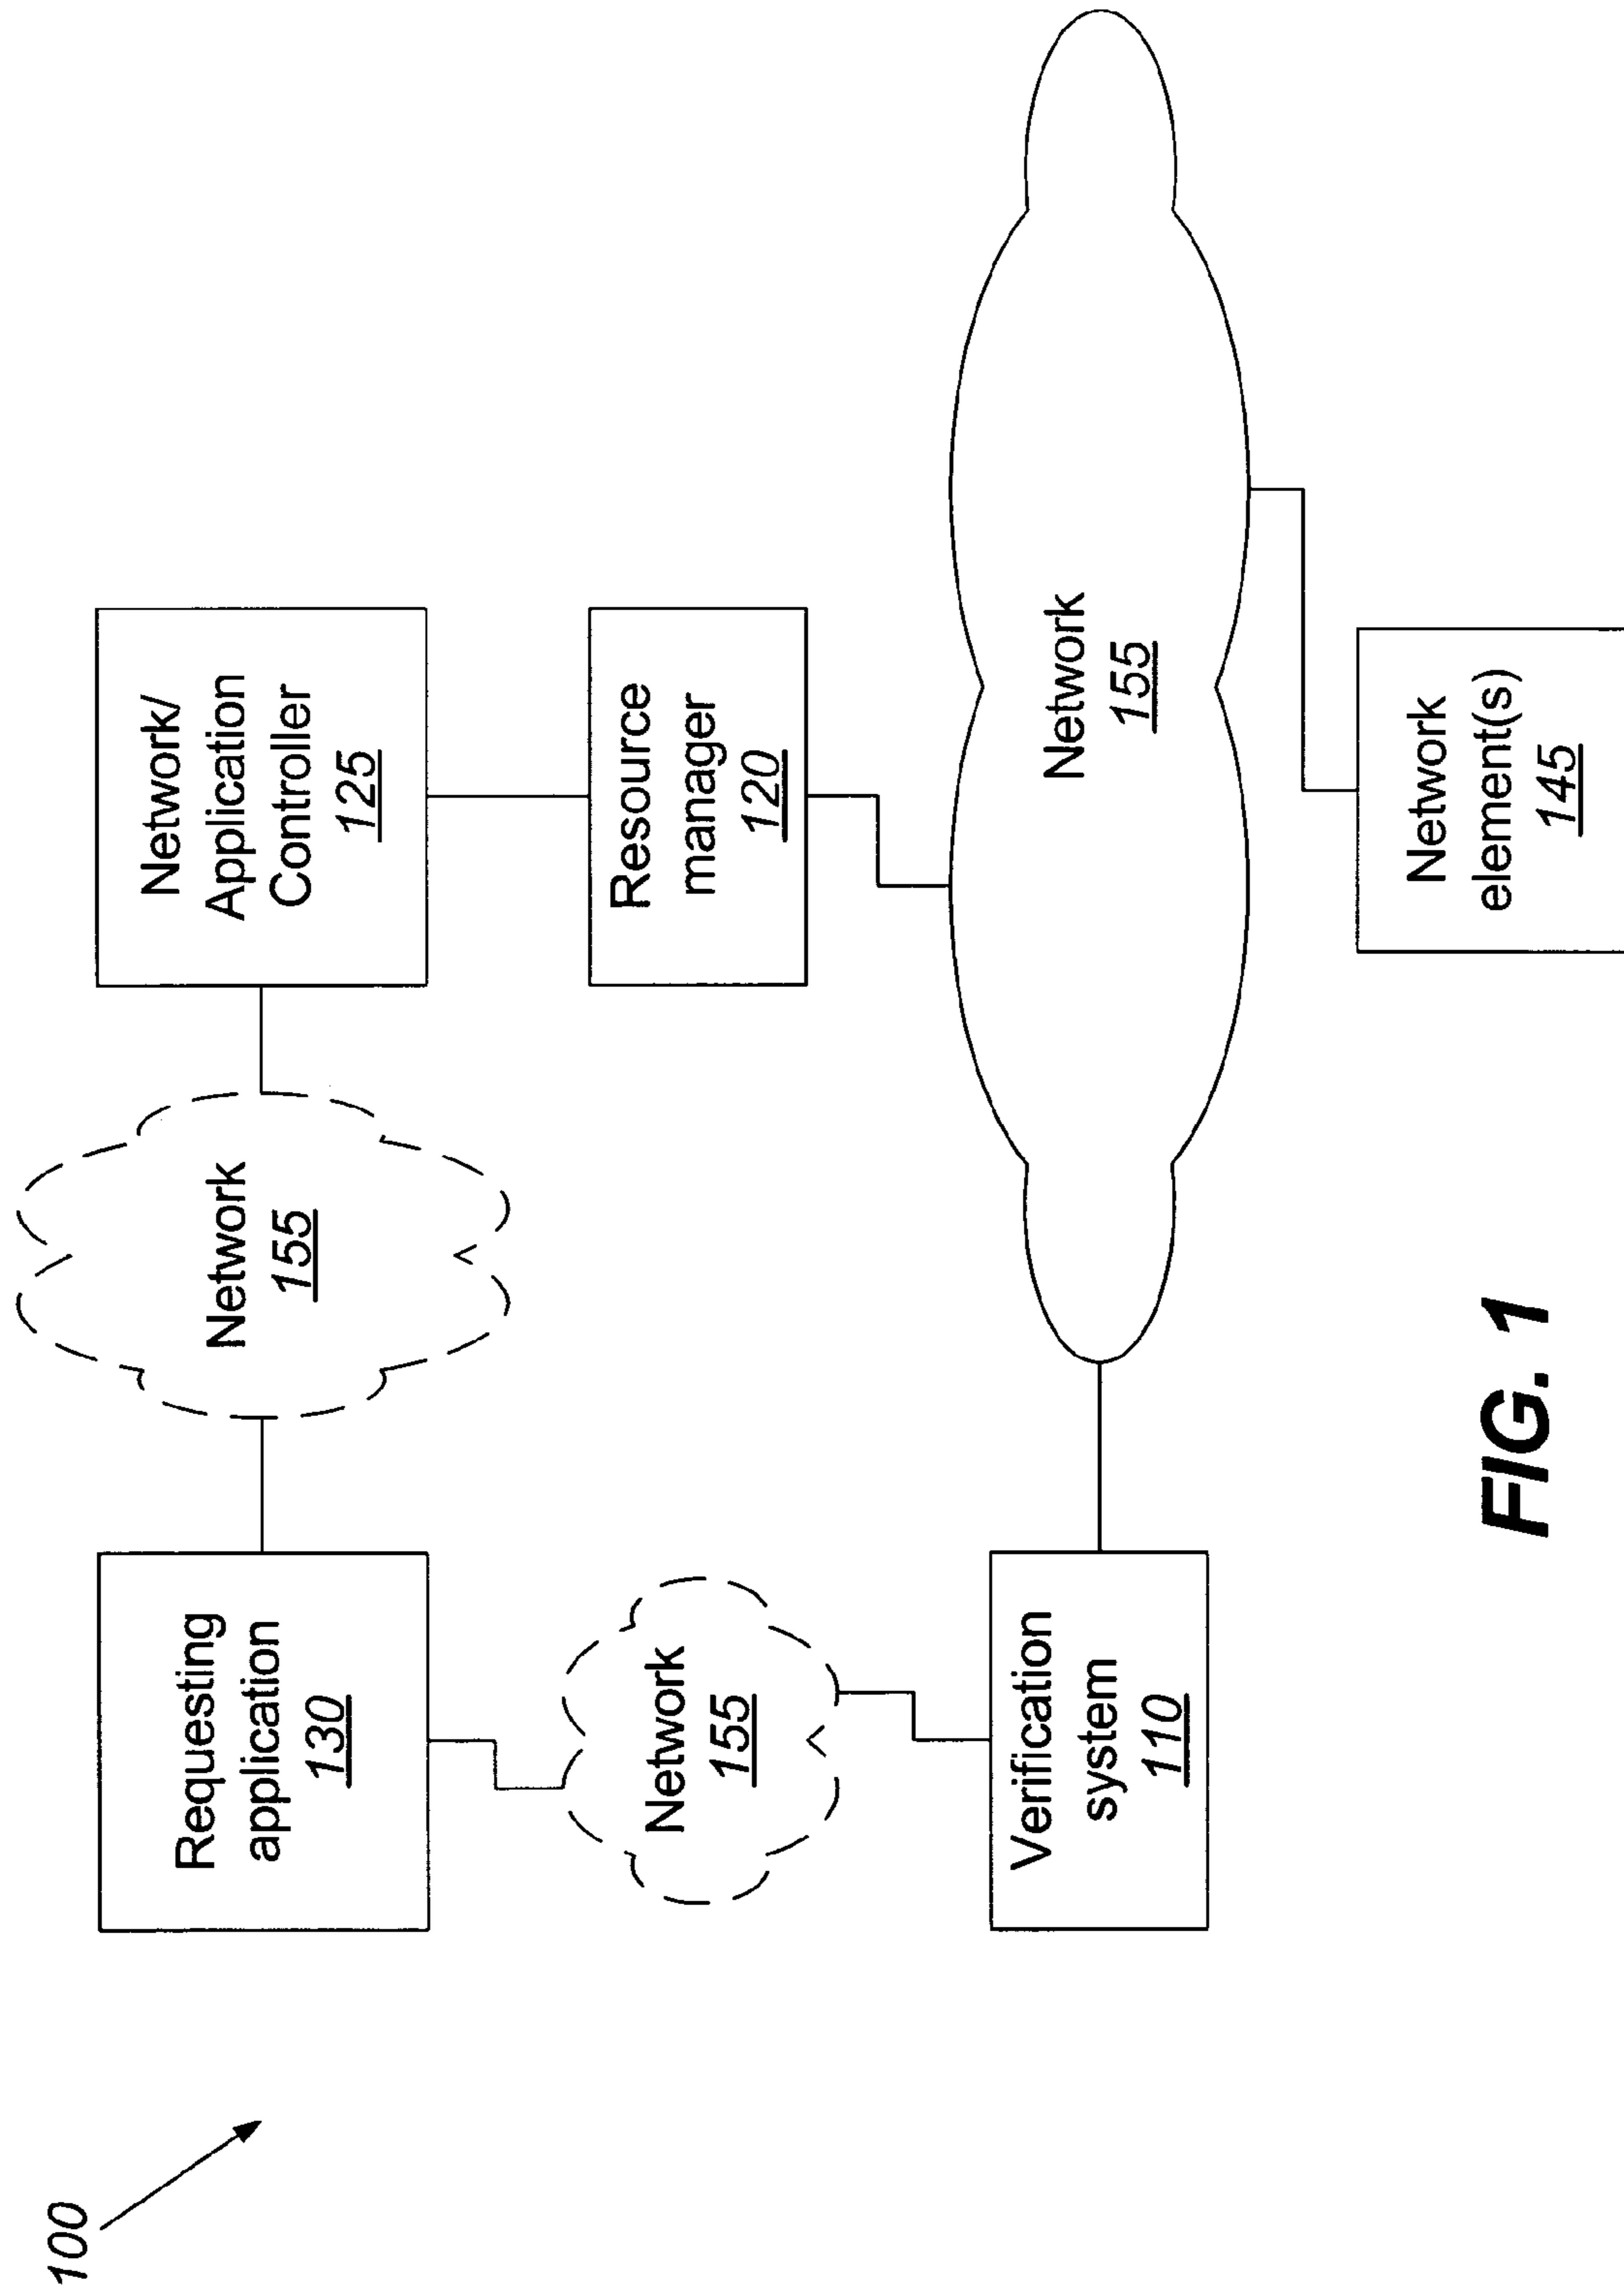 100
Requesting
application
130
Network
155
Network/
Application
Controller
125
Network
155
Resource
manager
120
Verification
system
110
Network
155
Network
element(s)
145
FIG. 1